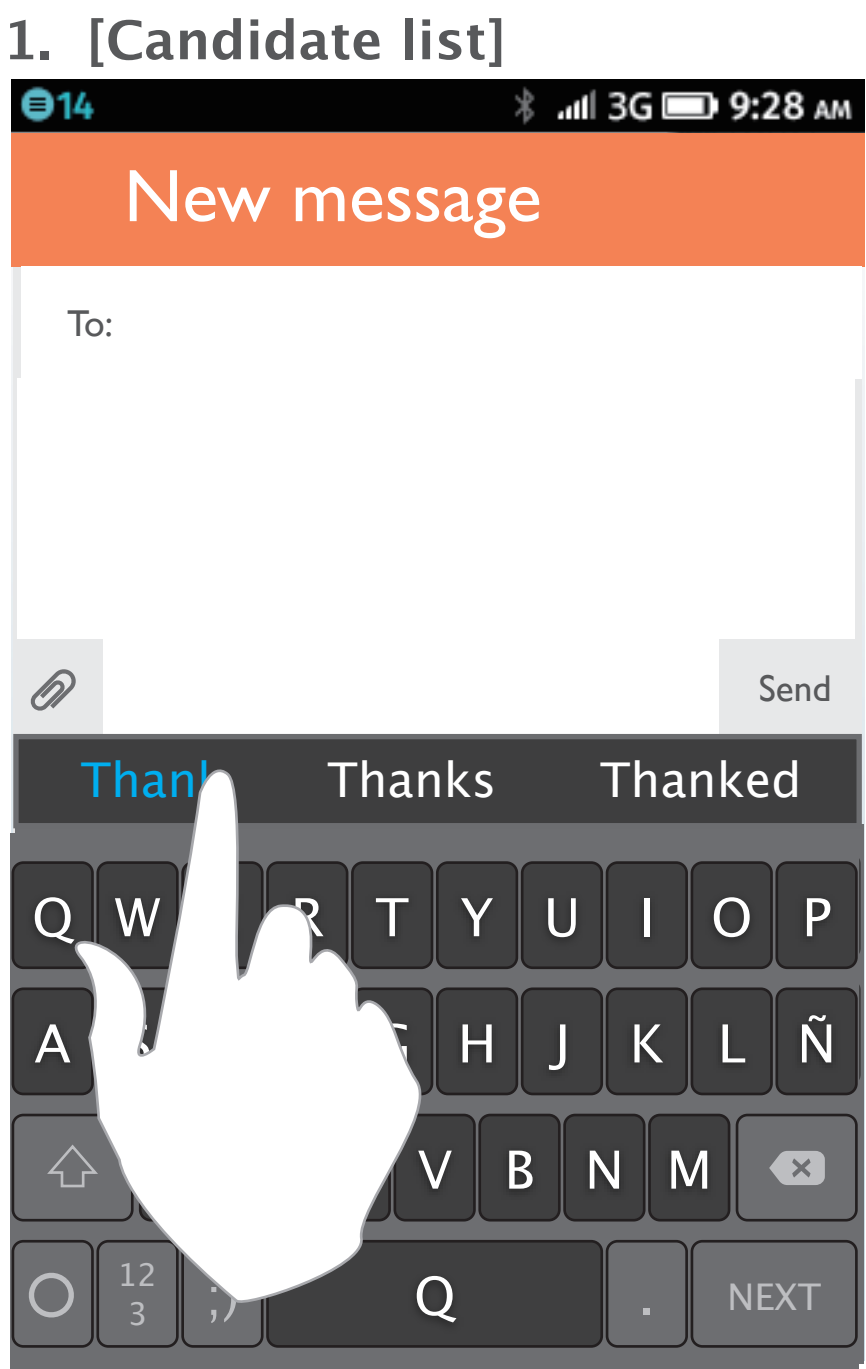 1. [Candidate list]
14 3G 9:28 AM
New message
To:
Send
Thanks Thanked
Q W R T Y U I O P
A H J K L Ñ
V B N M
12
3
;) Q . NEXT